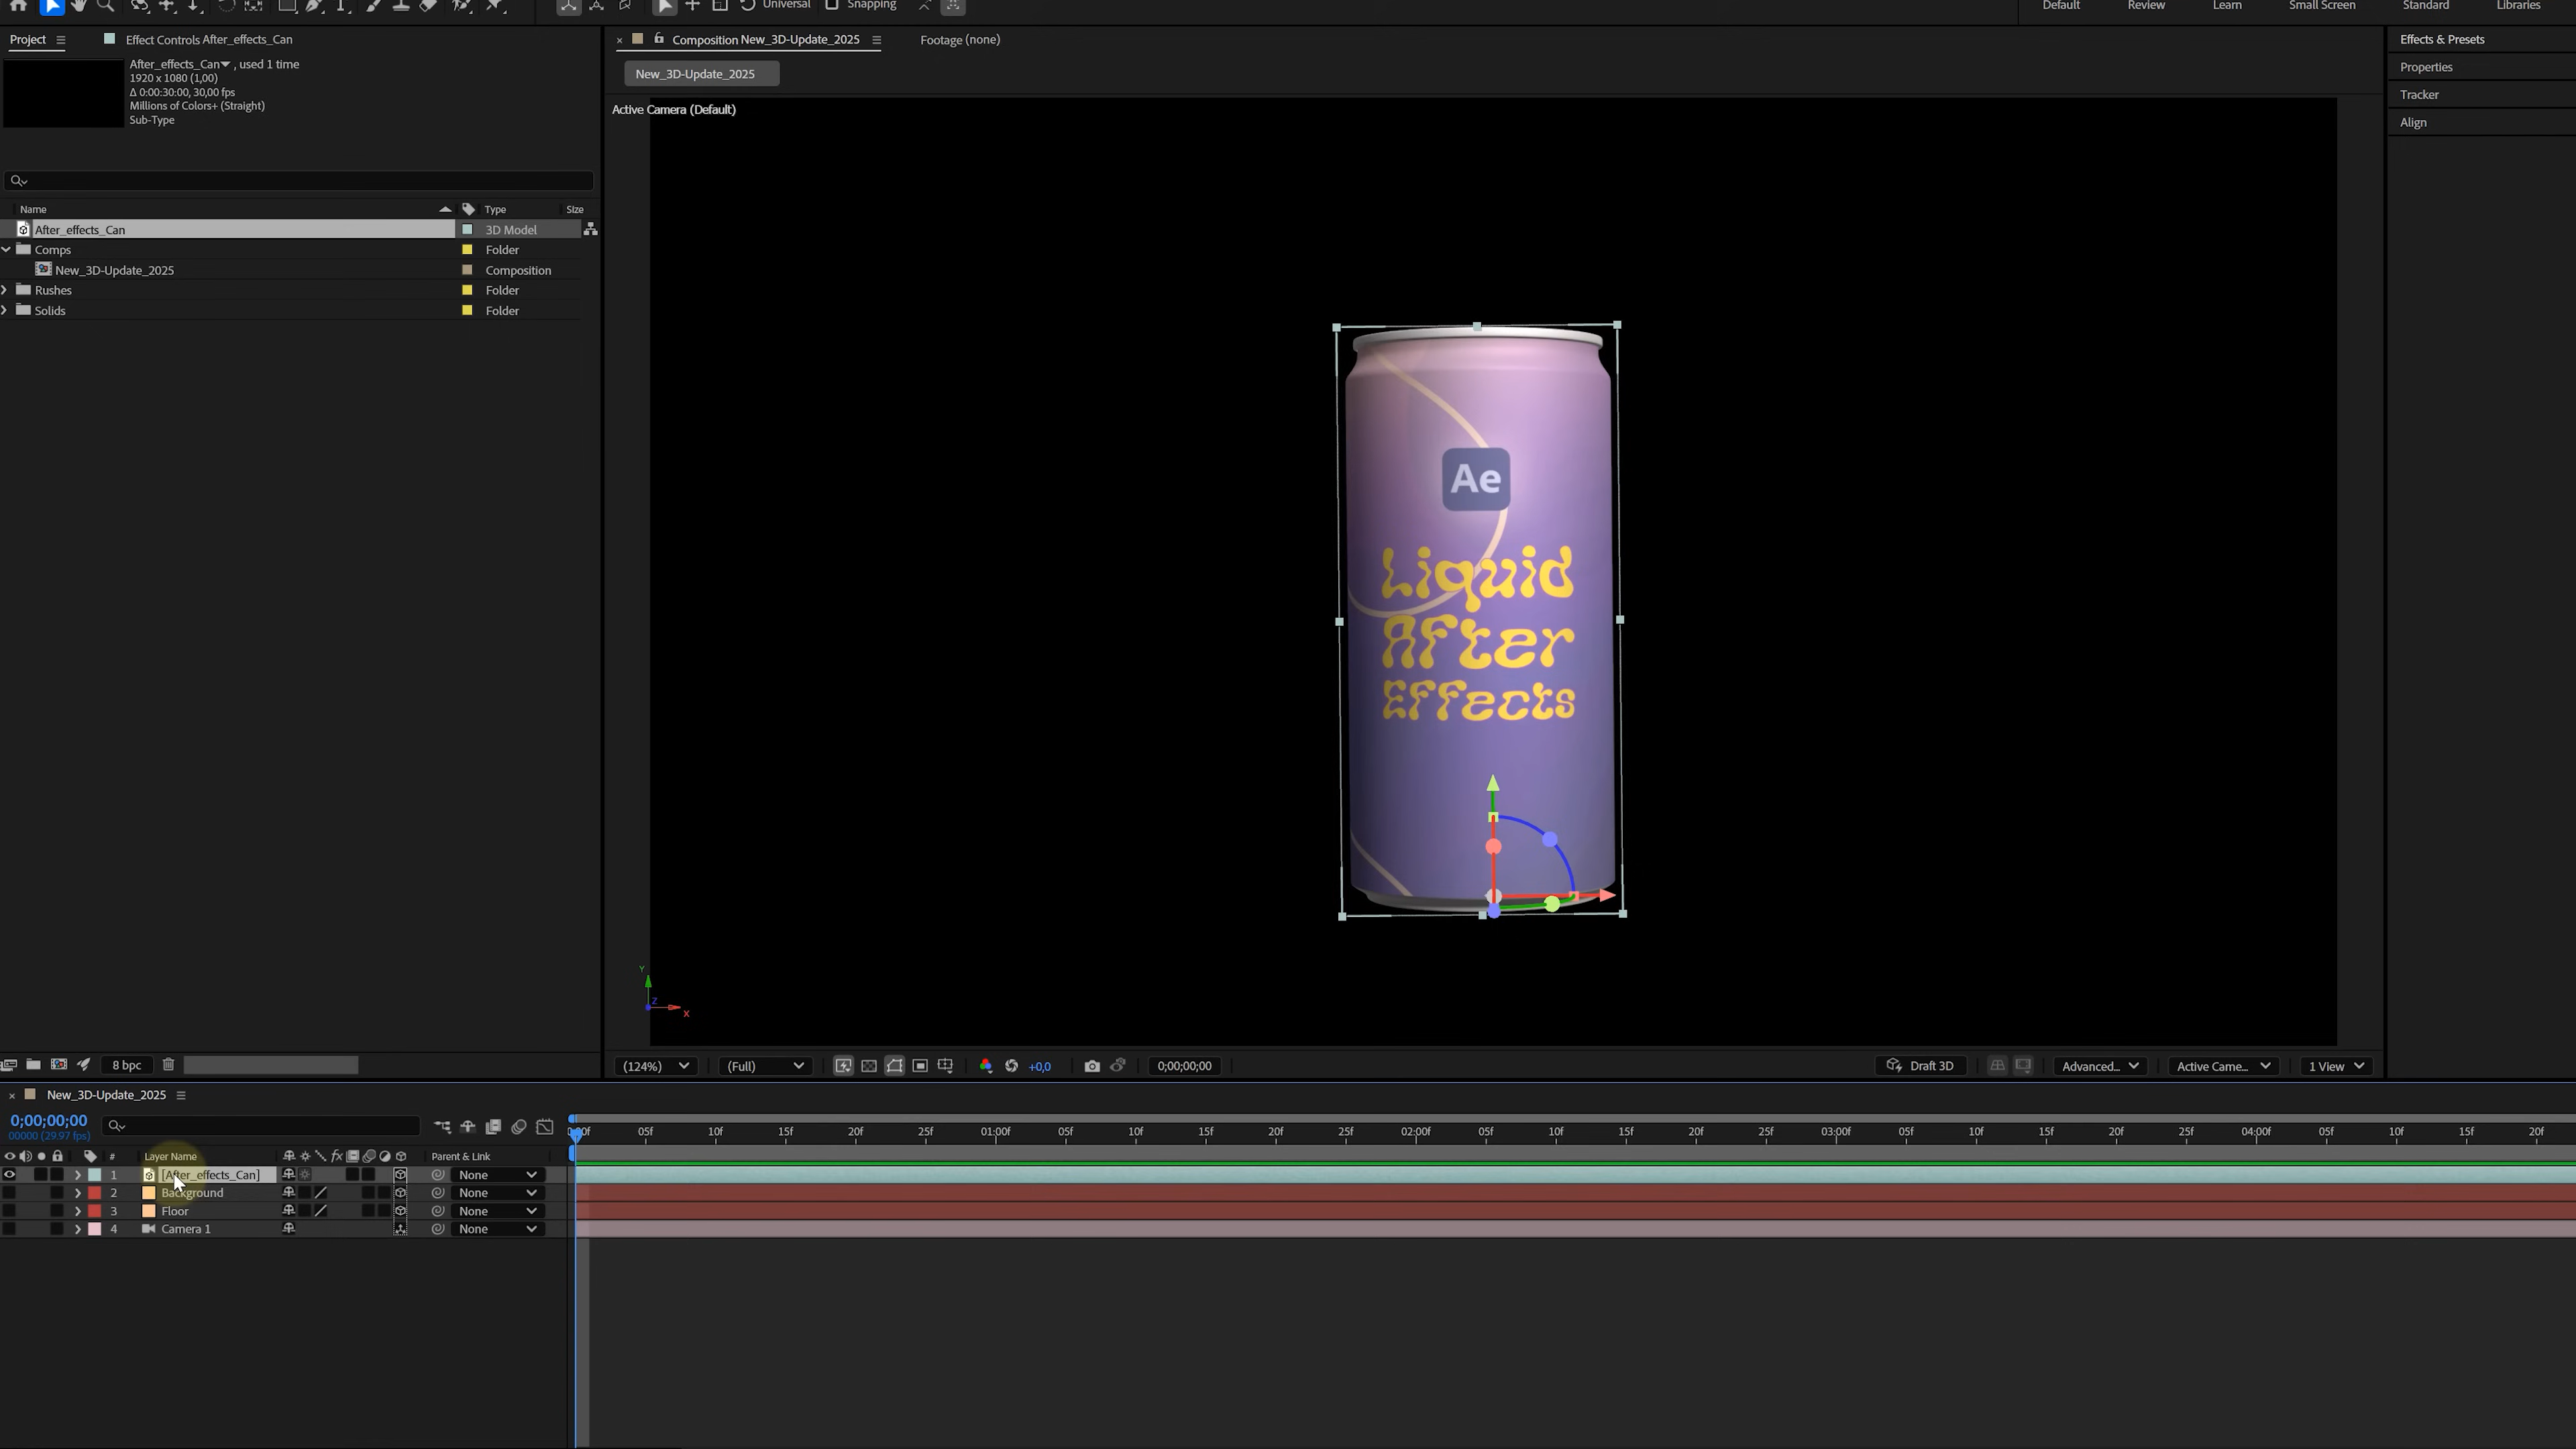 Universal
Snapping
Default
Review
Learn
Small Screen
Standard
Libraries
Project
Effect Controls After_effects_Can
Composition New_3D-Update_2025
Footage (none)
Effects & Presets
After_effects_Can , used 1 time
1920 x 1080 (1,00)
Δ 0:00:30:00, 30,00 fps
Millions of Colors+ (Straight)
Sub-Type
New_3D-Update_2025
Properties
Tracker
Align
Active Camera (Default)
Name
Type
Size
After_effects_Can
3D Model
Comps
Folder
New_3D-Update_2025
Composition
Rushes
Folder
Solids
Folder
Ae
Liquid
After
Effects
Y
Z
X
8 bpc
(124%)
(Full)
+0,0
0;00;00;00
Draft 3D
Advanced...
Active Came...
1 View
New_3D-Update_2025
0;00;00;00
00000 (29.97 fps)
0:00f 05f 10f 15f 20f 25f 01:00f 05f 10f 15f 20f 25f 02:00f 05f 10f 15f 20f 25f 03:00f 05f 10f 15f 20f 25f 04:00f 05f 10f 15f 20f
# Layer Name fx Parent & Link
1 [After_effects_Can] None
2 Background None
3 Floor None
4 Camera 1 None